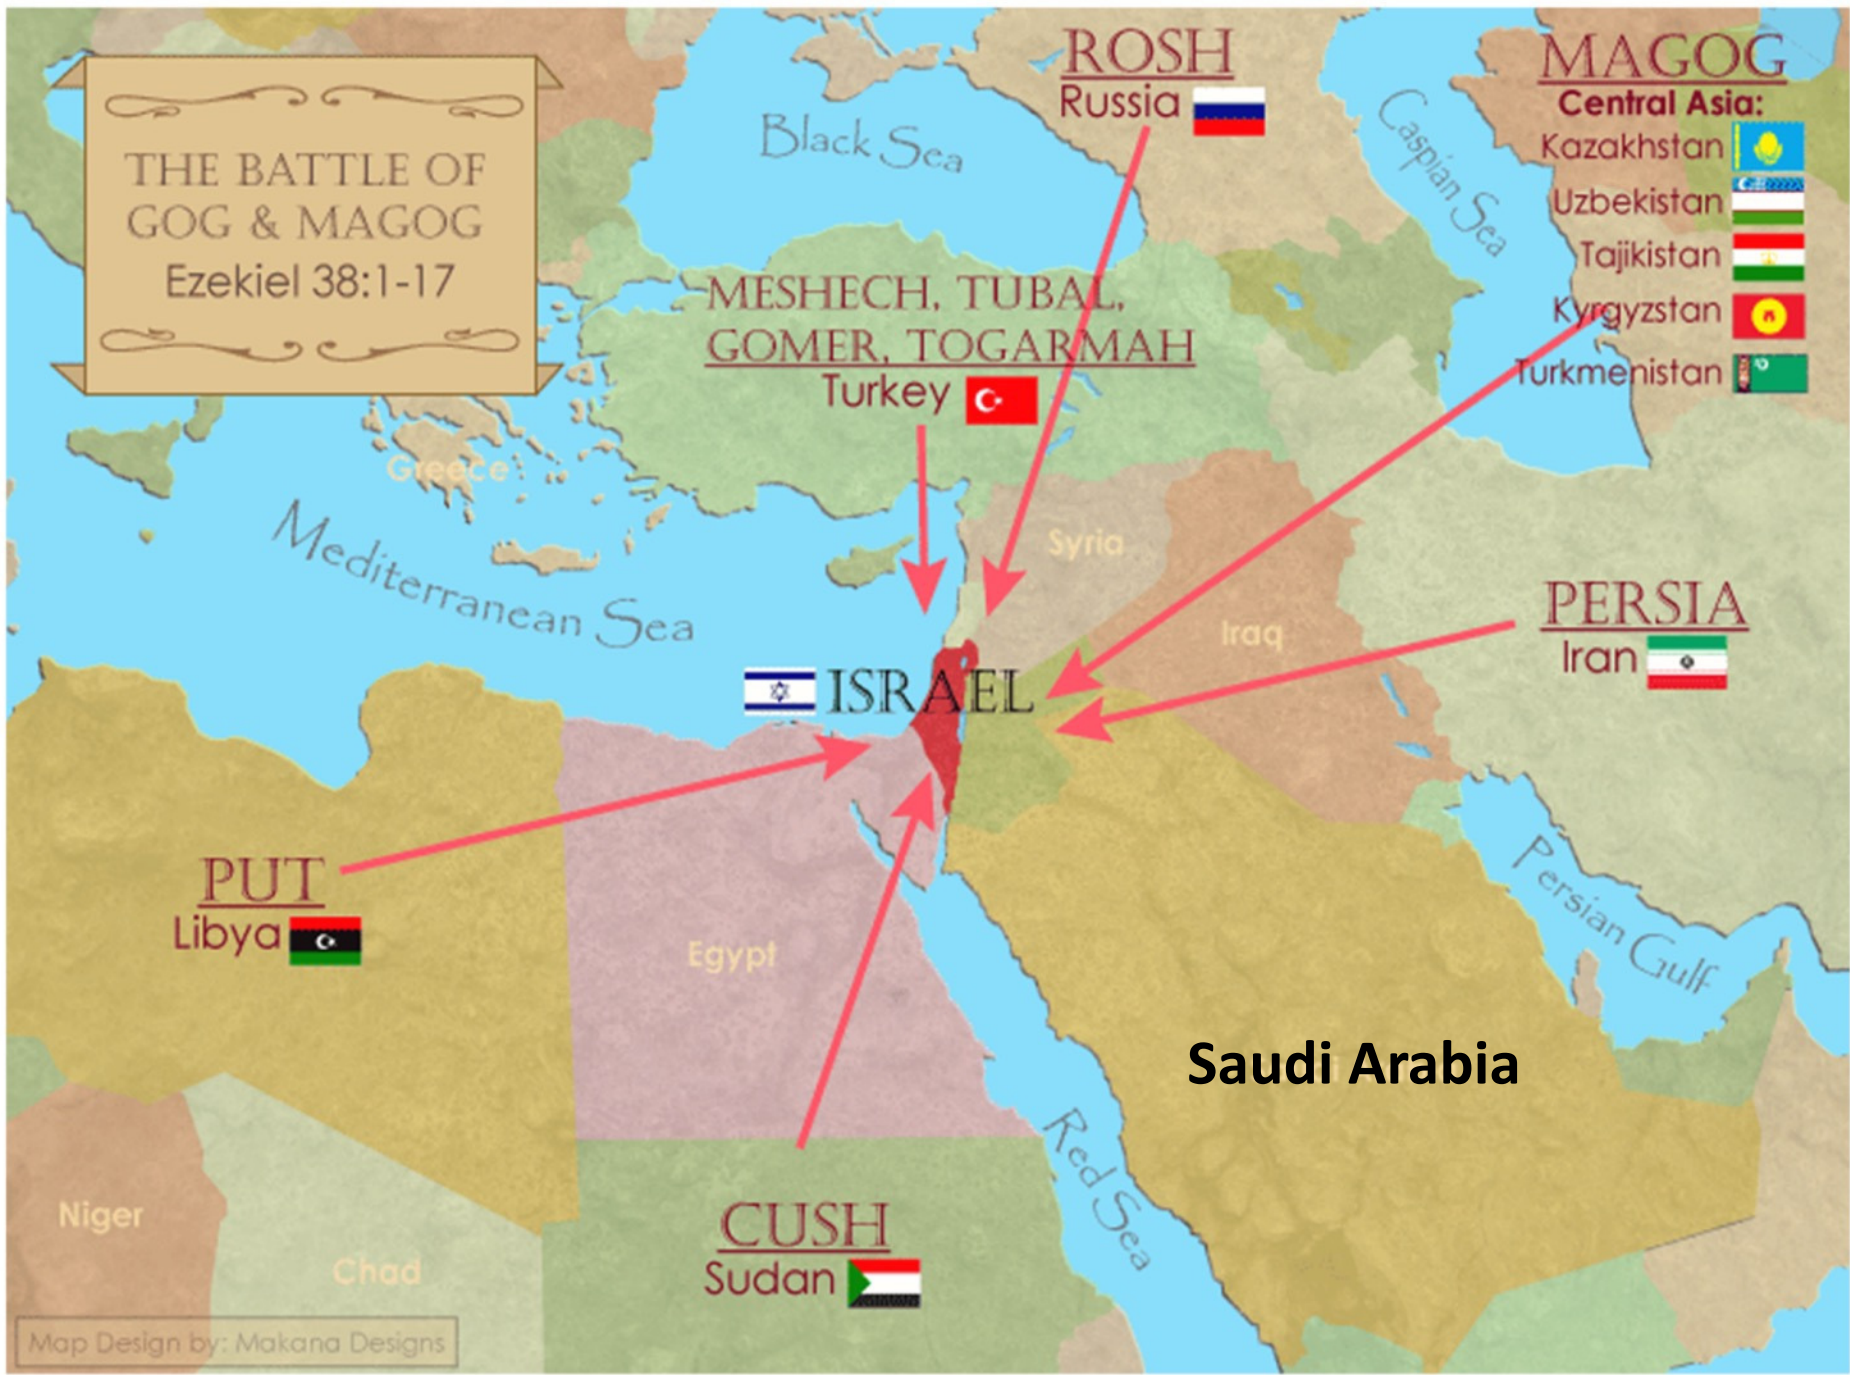 THE BATTLE OF
GOG & MAGOG
Ezekiel 38:1-17
ROSH
Russia
MAGOG
Central Asia:
Kazakhstan
Uzbekistan
Tajikistan
Kyrgyzstan
Turkmenistan
Black Sea
Caspian Sea
MESHECH, TUBAL,
GOMER, TOGARMAH
Turkey
Greece
Mediterranean Sea
Syria
Iraq
PERSIA
Iran
ISRAEL
PUT
Libya
Egypt
Persian Gulf
Saudi Arabia
Red Sea
CUSH
Sudan
Niger
Chad
Map Design by: Makana Designs